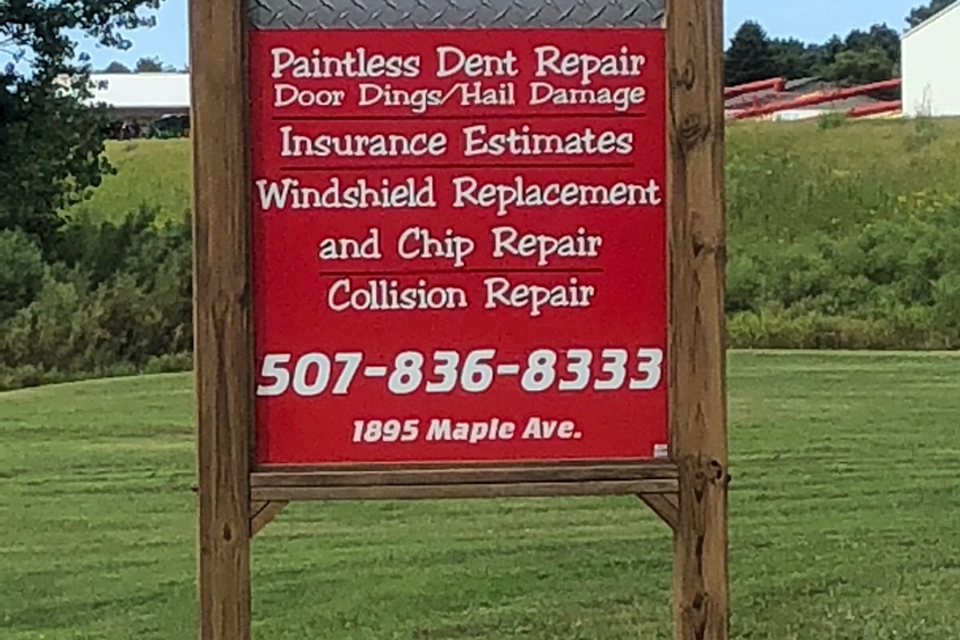 Paintless Dent Repair
Door Dings/Hail Damage
Insurance Estimates
Windshield Replacement
and Chip Repair
Collision Repair
507-836-8333
1895 Maple Ave.